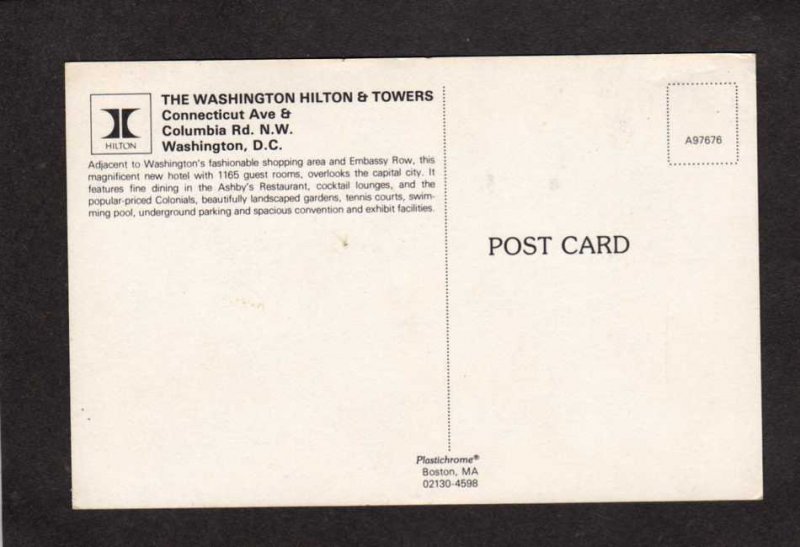 HILTON
THE WASHINGTON HILTON & TOWERS
Connecticut Ave &
Columbia Rd. N.W.
Washington, D.C.
Adjacent to Washington's fashionable shopping area and Embassy Row, this
magnificent new hotel with 1165 guest rooms, overlooks the capital city. It
features fine dining in the Ashby's Restaurant, cocktail lounges, and the
popular-priced Colonials, beautifully landscaped gardens, tennis courts, swim-
ming pool, underground parking and spacious convention and exhibit facilities.
A97676
POST CARD
Plastichrome®
Boston, MA
02130-4598